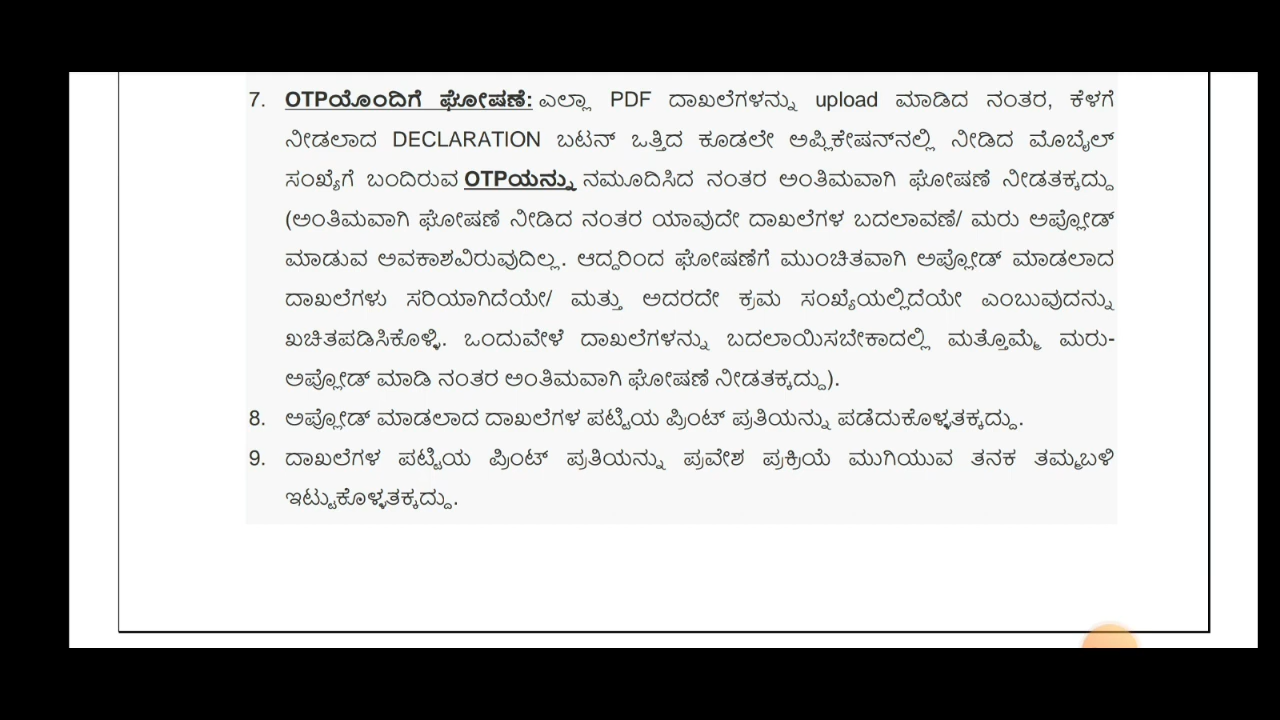 7. OTPಯೊಂದಿಗೆ ಘೋಷಣೆ: ಎಲ್ಲಾ PDF ದಾಖಲೆಗಳನ್ನು upload ಮಾಡಿದ ನಂತರ, ಕೆಳಗೆ
ನೀಡಲಾದ DECLARATION ಬಟನ್ ಒತ್ತಿದ ಕೂಡಲೇ ಅಪ್ಲಿಕೇಷನ್‌ನಲ್ಲಿ ನೀಡಿದ ಮೊಬೈಲ್
ಸಂಖ್ಯೆಗೆ ಬಂದಿರುವ OTPಯನ್ನು ನಮೂದಿಸಿದ ನಂತರ ಅಂತಿಮವಾಗಿ ಘೋಷಣೆ ನೀಡತಕ್ಕದ್ದು
(ಅಂತಿಮವಾಗಿ ಘೋಷಣೆ ನೀಡಿದ ನಂತರ ಯಾವುದೇ ದಾಖಲೆಗಳ ಬದಲಾವಣೆ/ ಮರು ಅಪ್ಲೋಡ್
ಮಾಡುವ ಅವಕಾಶವಿರುವುದಿಲ್ಲ. ಆದ್ದರಿಂದ ಘೋಷಣೆಗೆ ಮುಂಚಿತವಾಗಿ ಅಪ್ಲೋಡ್ ಮಾಡಲಾದ
ದಾಖಲೆಗಳು ಸರಿಯಾಗಿದೆಯೇ/ ಮತ್ತು ಅದರದೇ ಕ್ರಮ ಸಂಖ್ಯೆಯಲ್ಲಿದೆಯೇ ಎಂಬುವುದನ್ನು
ಖಚಿತಪಡಿಸಿಕೊಳ್ಳಿ. ಒಂದುವೇಳೆ ದಾಖಲೆಗಳನ್ನು ಬದಲಾಯಿಸಬೇಕಾದಲ್ಲಿ ಮತ್ತೊಮ್ಮೆ ಮರು-
ಅಪ್ಲೋಡ್ ಮಾಡಿ ನಂತರ ಅಂತಿಮವಾಗಿ ಘೋಷಣೆ ನೀಡತಕ್ಕದ್ದು).
8. ಅಪ್ಲೋಡ್ ಮಾಡಲಾದ ದಾಖಲೆಗಳ ಪಟ್ಟಿಯ ಪ್ರಿಂಟ್ ಪ್ರತಿಯನ್ನು ಪಡೆದುಕೊಳ್ಳತಕ್ಕದ್ದು.
9. ದಾಖಲೆಗಳ ಪಟ್ಟಿಯ ಪ್ರಿಂಟ್ ಪ್ರತಿಯನ್ನು ಪ್ರವೇಶ ಪ್ರಕ್ರಿಯೆ ಮುಗಿಯುವ ತನಕ ತಮ್ಮಬಳಿ
ಇಟ್ಟುಕೊಳ್ಳತಕ್ಕದ್ದು.